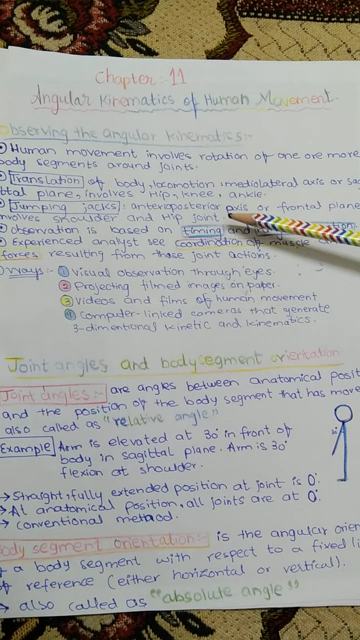 Chapter: 11
Angular Kinematics of Human Movement.
Observing the angular kinematics:-
Human movement involves rotation of one ore more
body segments around joints.
Translation of body, locomotion, mediolateral axis or sag
ttal plane, involves Hip, knee, ankle.
Jumping jacks: anteroposterior axis or frontal plane
involves shoulder and Hip joint
observation is based on timing and
Experienced analyst see coordination of muscle
forces resulting from those joint actions.
Ways:- ① Visual observation through eyes.
② Projecting filmed images on paper.
③ Videos and films of human movement
④ Computer-linked cameras that generate
3-dimentional kinetic and kinematics.
Joint angles and body segment orientation
Joint angles:- are angles between anatomical posit
and the position of the body segment that has move
also called as "relative angle"
Example Arm is elevated at 30° in front of
body in sagittal plane. Arm is 30°
flexion at shoulder.
30°
→ Straight, fully extended position at joint is 0°.
→ At anatomical position, all joints are at 0°.
→ Conventional method.
Body segment orientation:- is the angular orien
of a body segment with respect to a fixed li
of reference (either horizontal or vertical).
→ also called as "absolute angle"